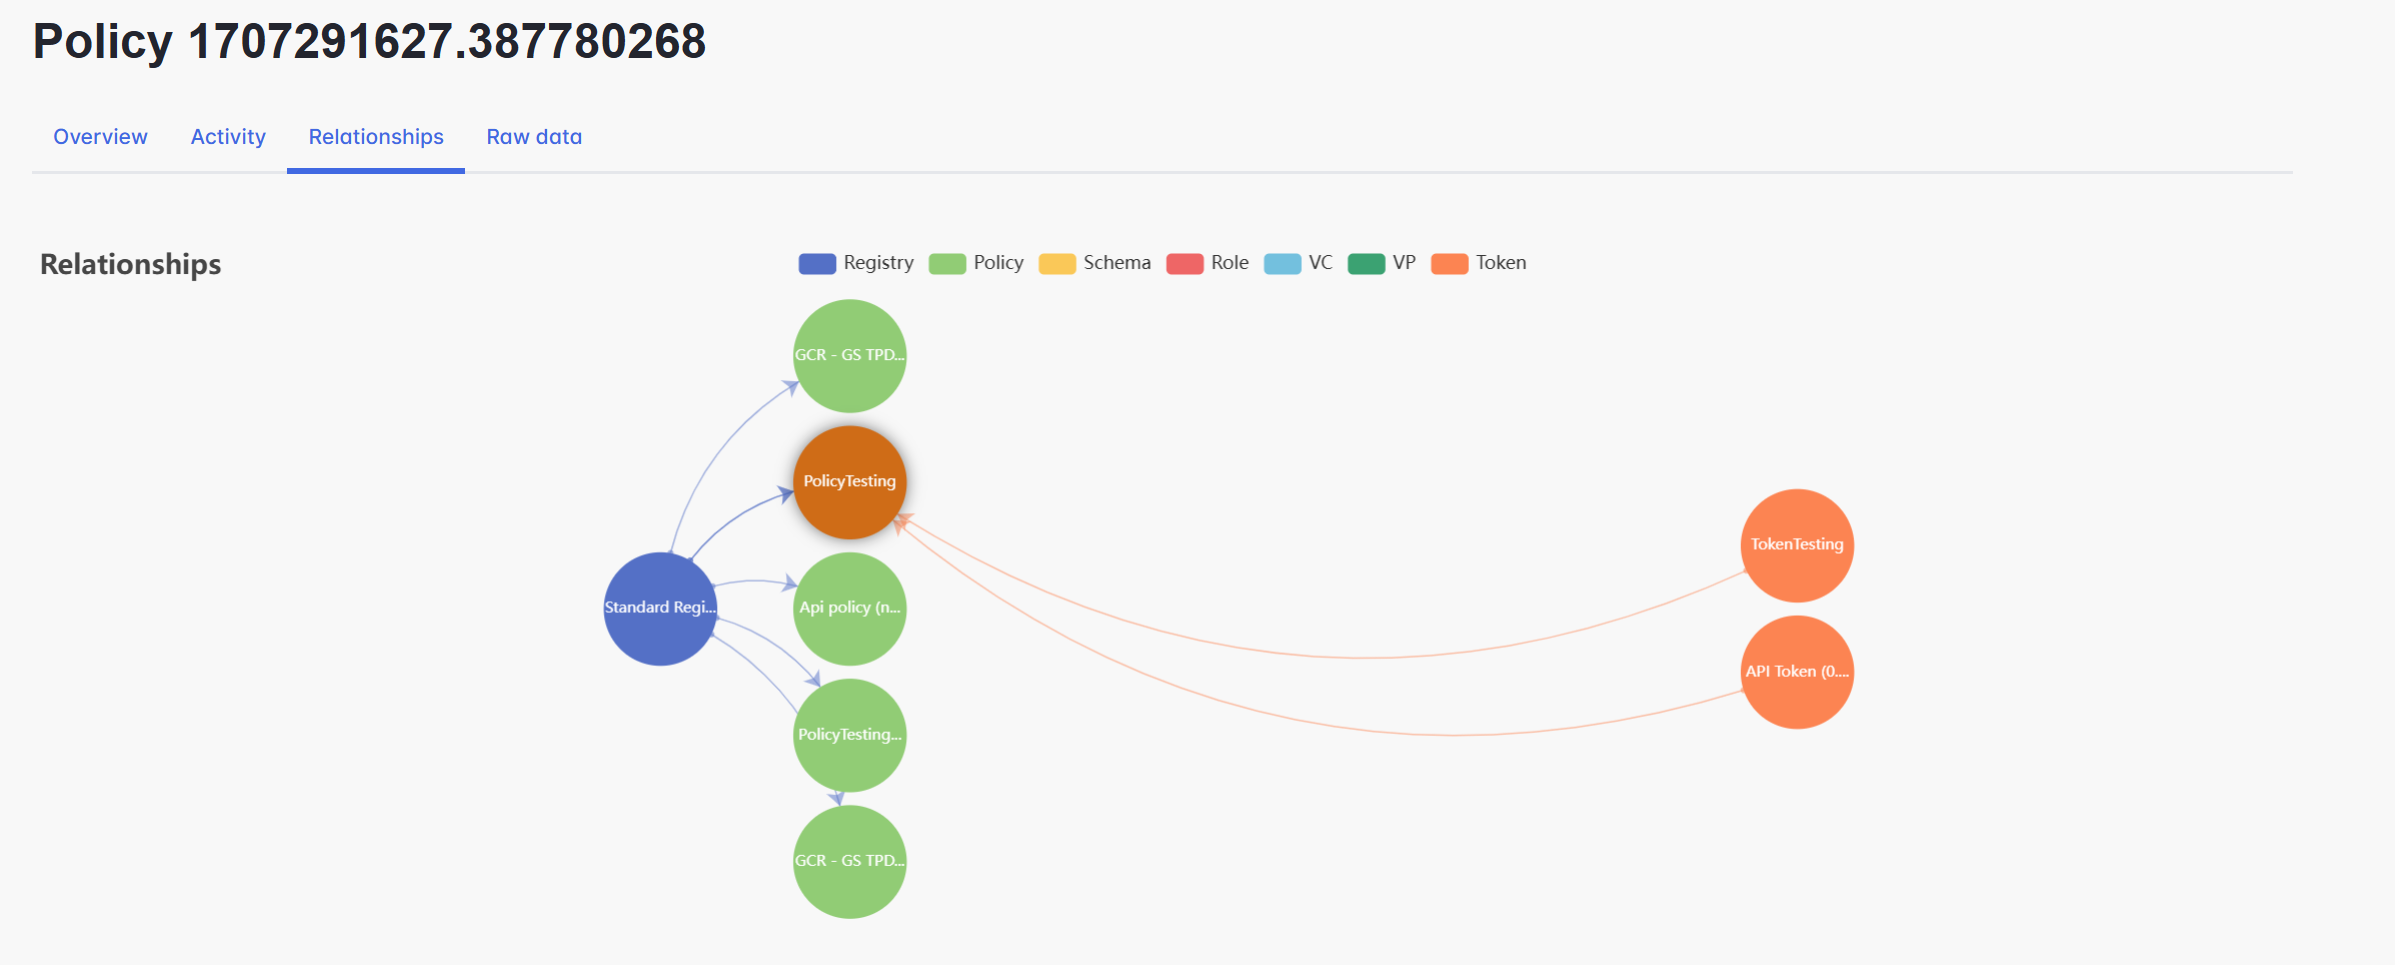 Policy 1707291627.387780268
Overview Activity Relationships Raw data
Relationships
Registry Policy Schema Role VC VP Token
GCR - GS TPD...
PolicyTesting
TokenTesting
Standard Regi...
Api policy (n...
API Token (0....
PolicyTesting...
GCR - GS TPD...